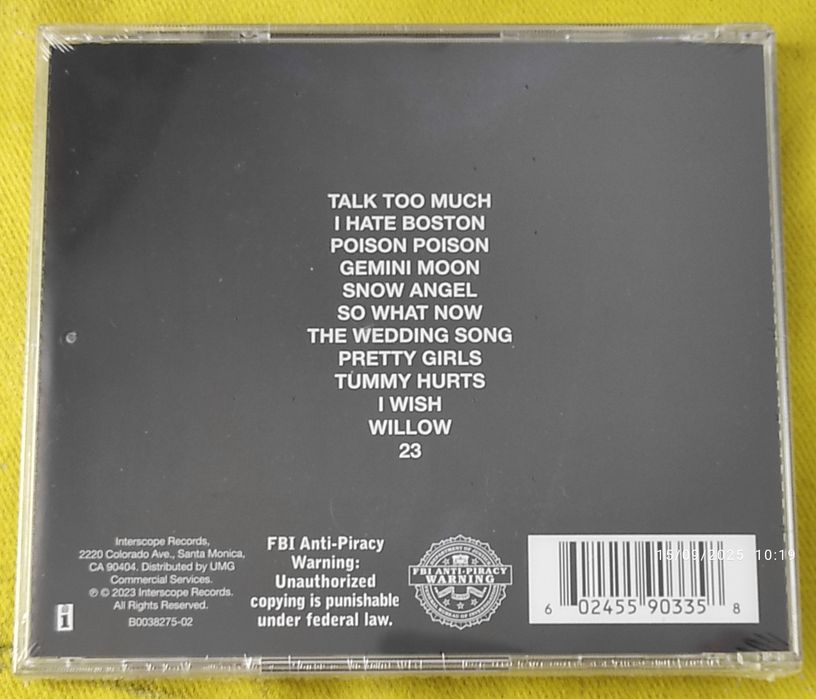 TALK TOO MUCH
I HATE BOSTON
POISON POISON
GEMINI MOON
SNOW ANGEL
SO WHAT NOW
THE WEDDING SONG
PRETTY GIRLS
TUMMY HURTS
I WISH
WILLOW
23
Interscope Records,
2220 Colorado Ave., Santa Monica,
CA 90404. Distributed by UMG
Commercial Services.
℗ © 2023 Interscope Records.
All Rights Reserved.
B0038275-02
i
FBI Anti-Piracy
Warning:
Unauthorized
copying is punishable
under federal law.
FBI ANTI-PIRACY
WARNING
15/09/2025 10:19
6 02455 90335 8